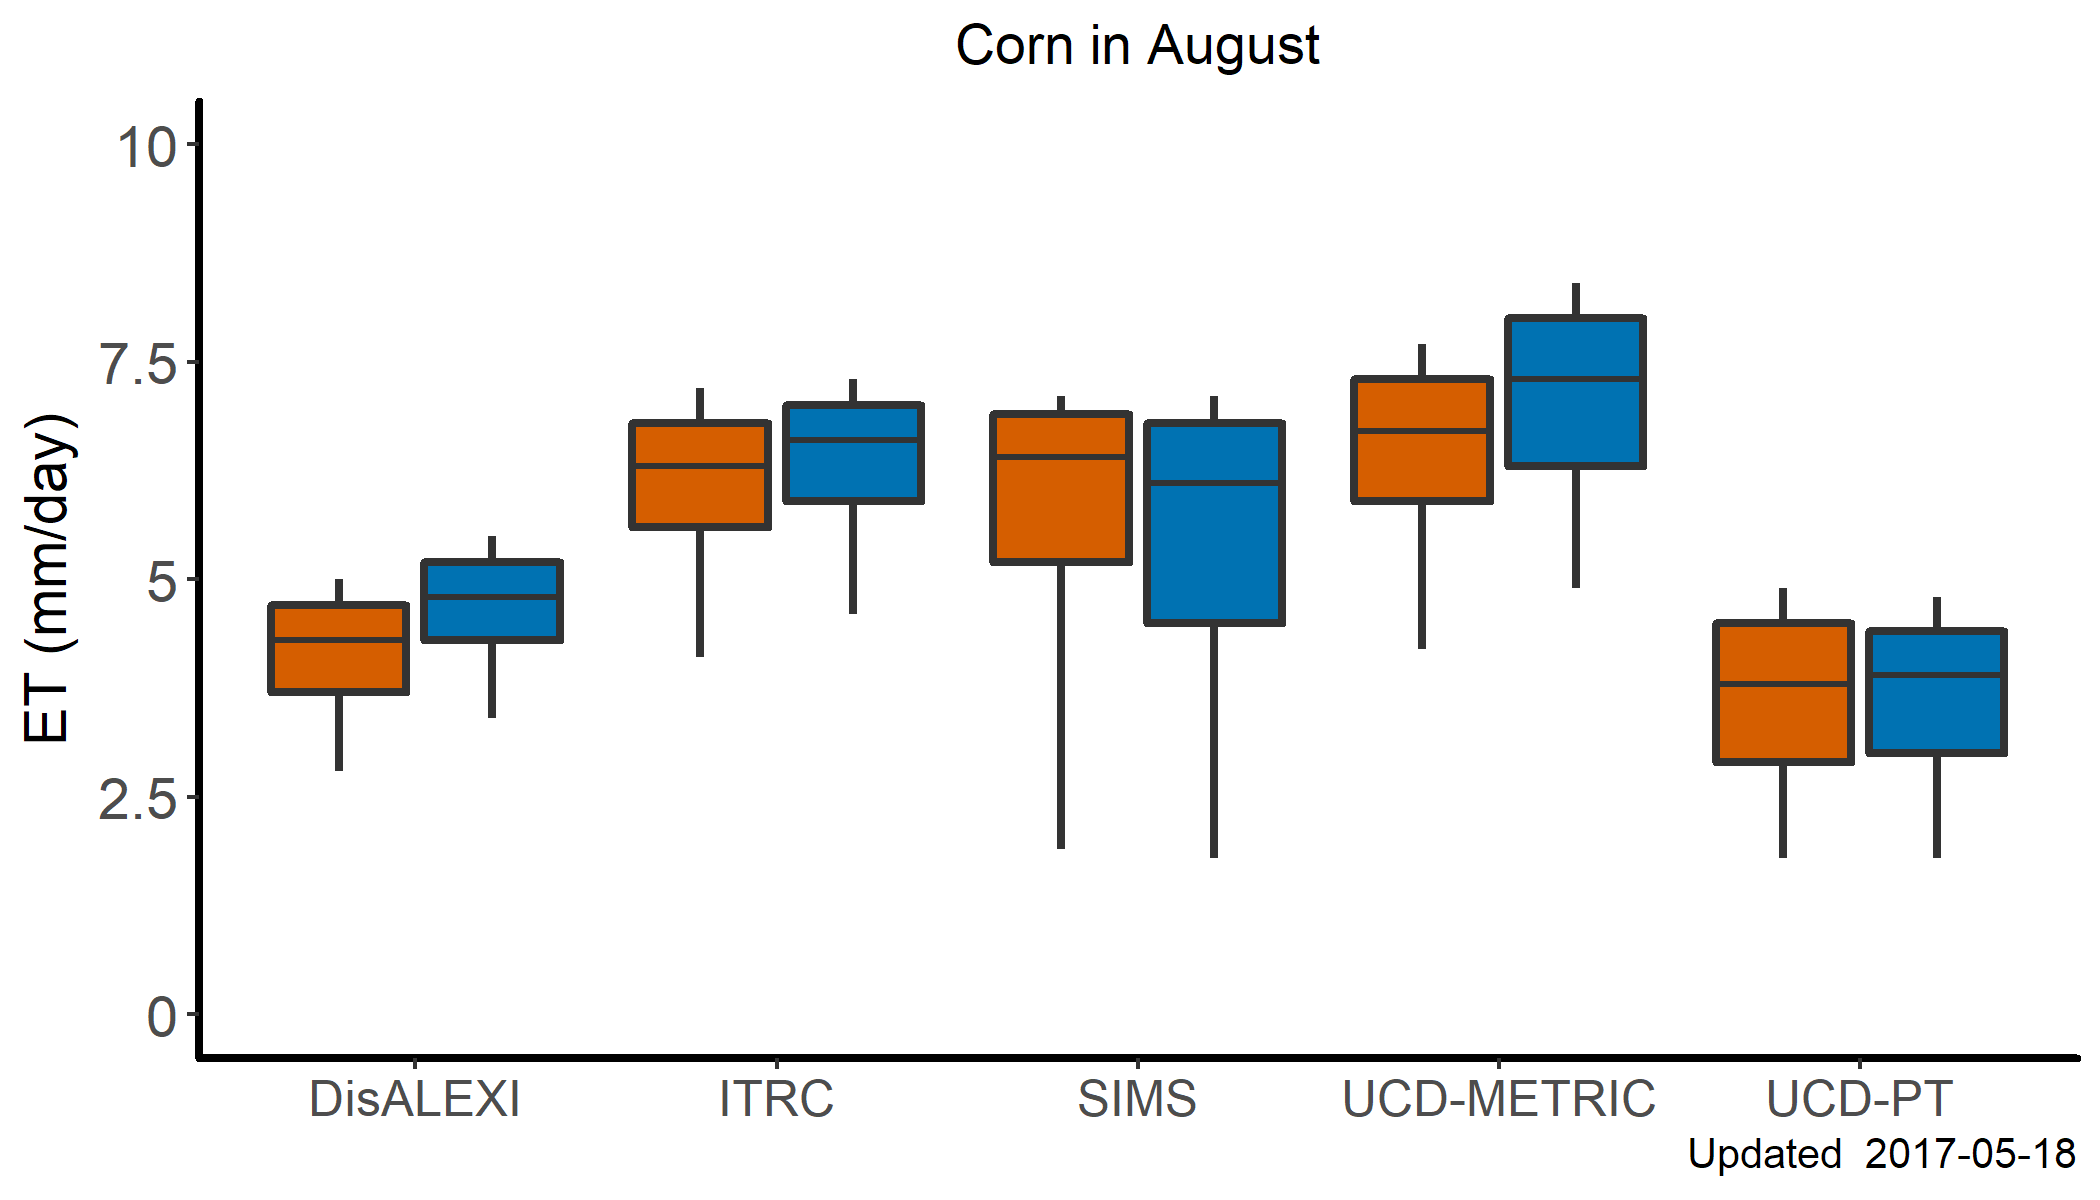 Corn in August
ET (mm/day)
10
7.5
5
2.5
0
DisALEXI ITRC SIMS UCD-METRIC UCD-PT
Updated  2017-05-18